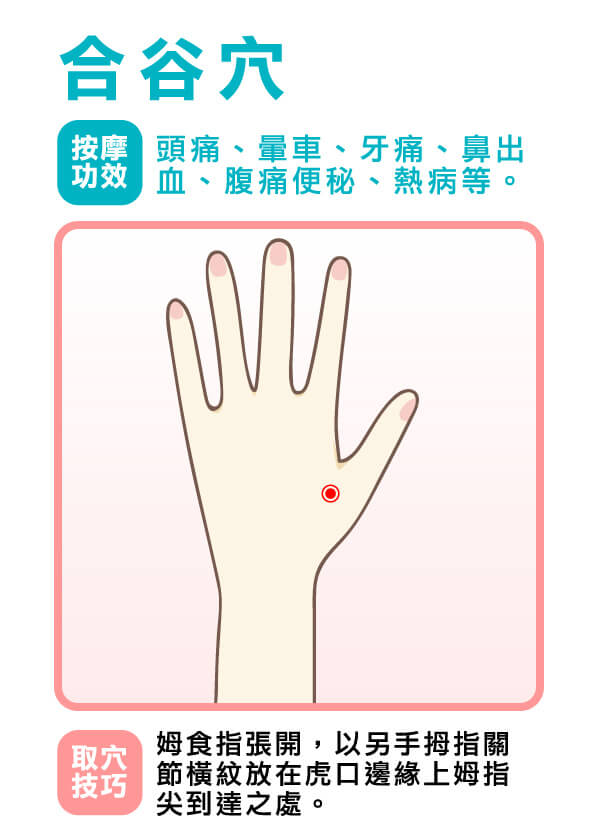 合谷穴
按摩
功效
頭痛、暈車、牙痛、鼻出
血、腹痛便秘、熱病等。
取穴
技巧
姆食指張開，以另手拇指關
節橫紋放在虎口邊緣上姆指
尖到達之處。